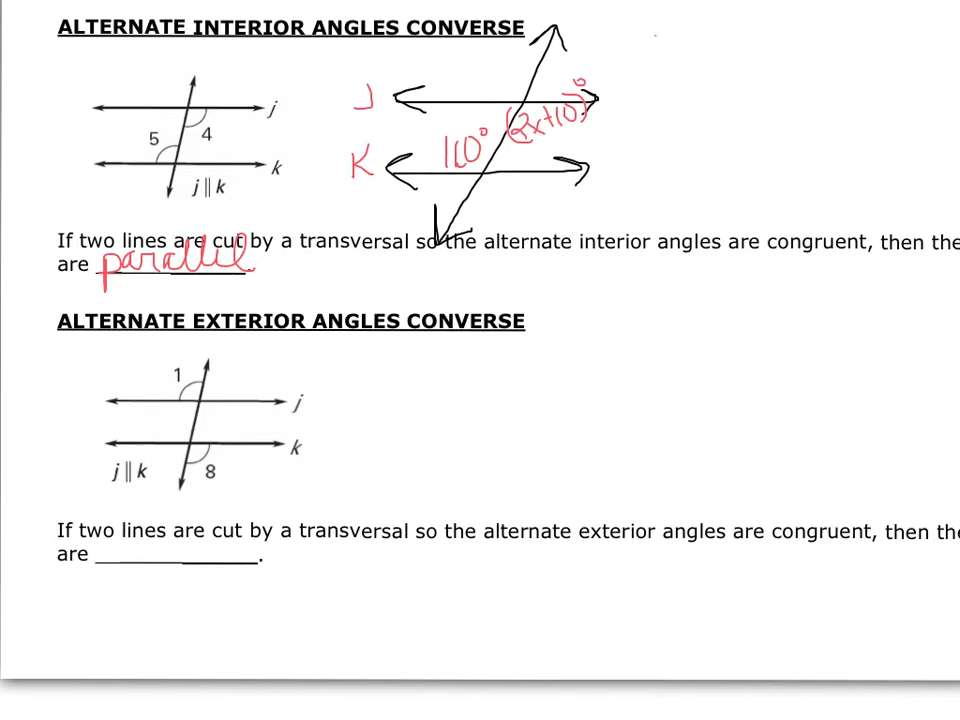 ALTERNATE INTERIOR ANGLES CONVERSE
J
j
4
5
(2x+10)°
110°
K
k
j || k
If two lines are cut by a transversal so the alternate interior angles are congruent, then the
are parallel
ALTERNATE EXTERIOR ANGLES CONVERSE
1
j
k
j || k
8
If two lines are cut by a transversal so the alternate exterior angles are congruent, then the
are ______________.